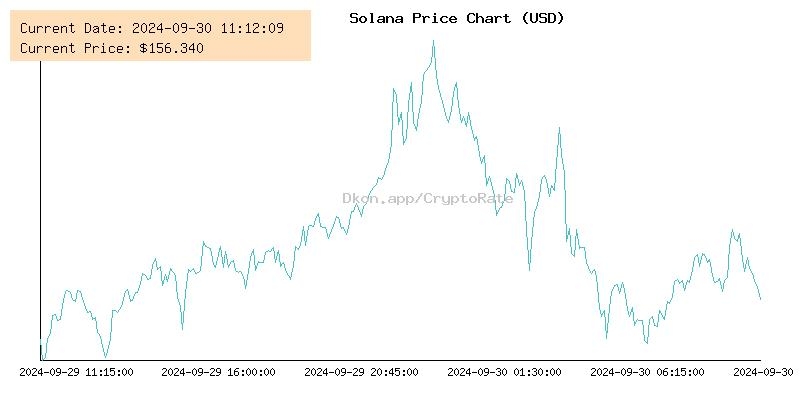 Solana Price Chart (USD)
Current Date: 2024-09-30 11:12:09
Current Price: $156.340
Dkon.app/CryptoRate
2024-09-29 11:15:00
2024-09-29 16:00:00
2024-09-29 20:45:00
2024-09-30 01:30:00
2024-09-30 06:15:00
2024-09-30